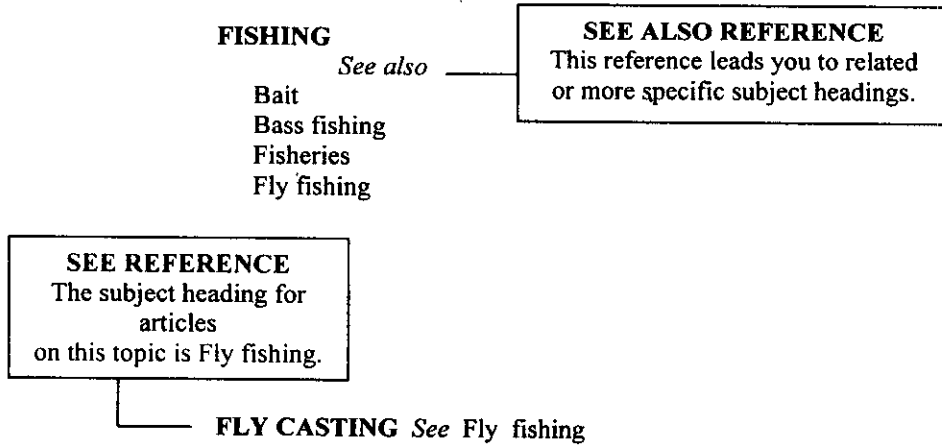 FISHING
See also
Bait
Bass fishing
Fisheries
Fly fishing
SEE ALSO REFERENCE
This reference leads you to related
or more specific subject headings.
SEE REFERENCE
The subject heading for
articles
on this topic is Fly fishing.
FLY CASTING See Fly fishing